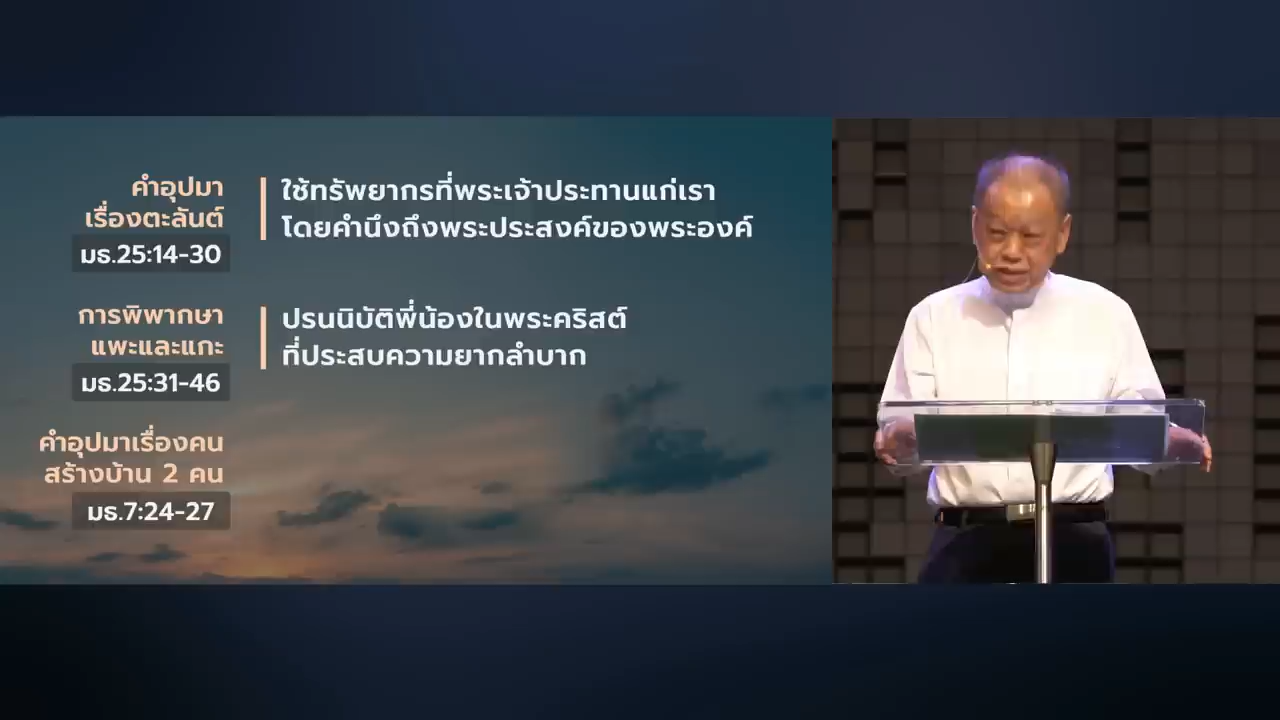 คำอุปมา
เรื่องตะลันต์
มธ.25:14-30
ใช้ทรัพยากรที่พระเจ้าประทานแก่เรา
โดยคำนึงถึงพระประสงค์ของพระองค์
การพิพากษา
แพะและแกะ
มธ.25:31-46
ปรนนิบัติพี่น้องในพระคริสต์
ที่ประสบความยากลำบาก
คำอุปมาเรื่องคน
สร้างบ้าน 2 คน
มธ.7:24-27